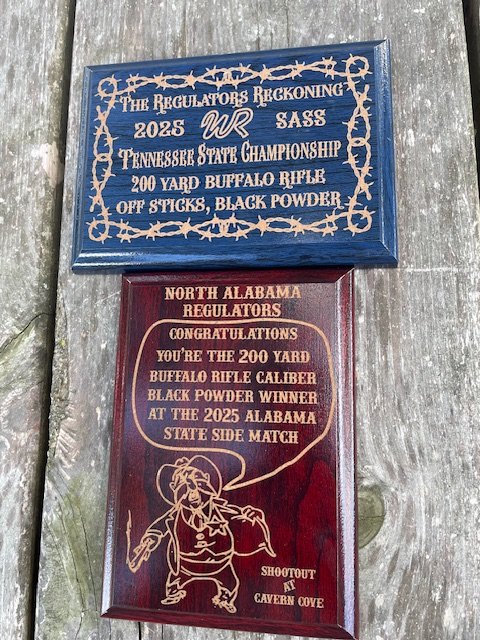 THE REGULATORS RECKONING
2025 WR SASS
TENNESSEE STATE CHAMPIONSHIP
200 YARD BUFFALO RIFLE
OFF STICKS, BLACK POWDER
NORTH ALABAMA
REGULATORS
CONGRATULATIONS
YOU'RE THE 200 YARD
BUFFALO RIFLE CALIBER
BLACK POWDER WINNER
AT THE 2025 ALABAMA
STATE SIDE MATCH
SHOOTOUT
AT
CAVERN COVE